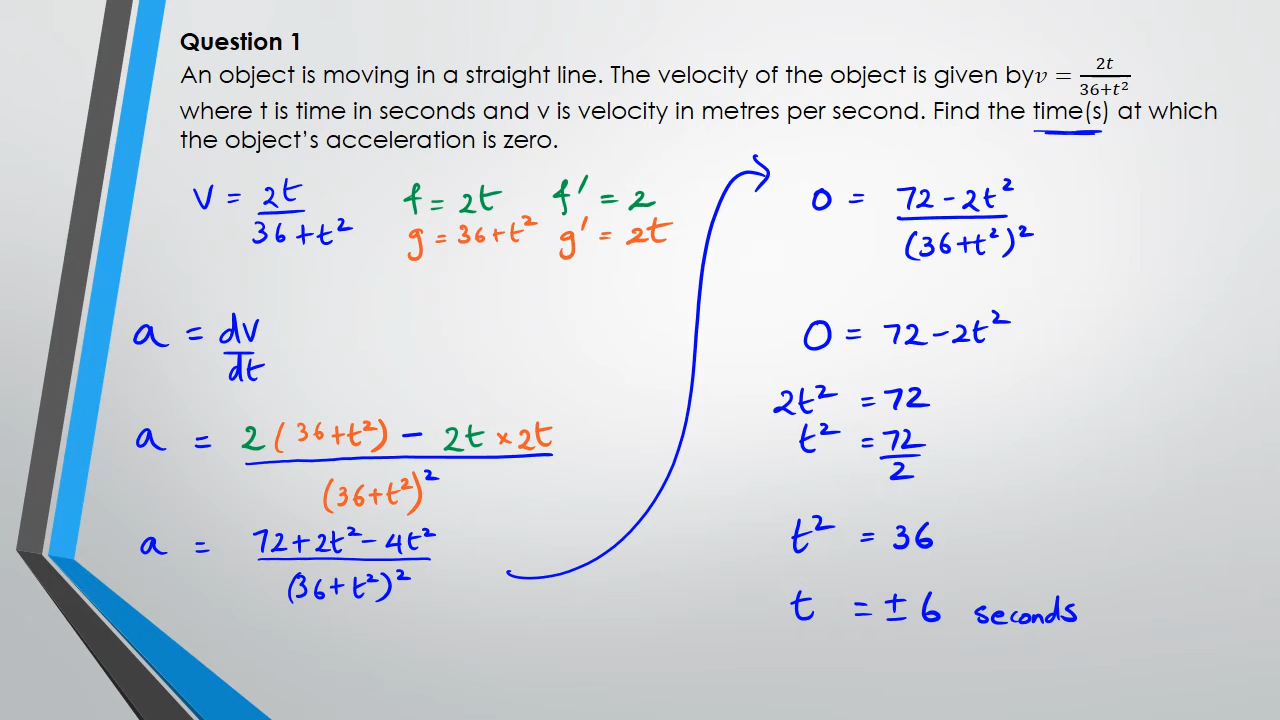 Question 1
An object is moving in a straight line. The velocity of the object is given by v = 2t/(36+t²)
where t is time in seconds and v is velocity in metres per second. Find the time(s) at which
the object's acceleration is zero.
v = 2t/(36+t²)
f = 2t f′ = 2
g = 36+t² g′ = 2t
a = dv/dt
a = (2(36+t²) − 2t × 2t)/(36+t²)²
a = (72+2t²−4t²)/(36+t²)²
0 = (72−2t²)/(36+t²)²
0 = 72−2t²
2t² = 72
t² = 72/2
t² = 36
t = ±6 seconds